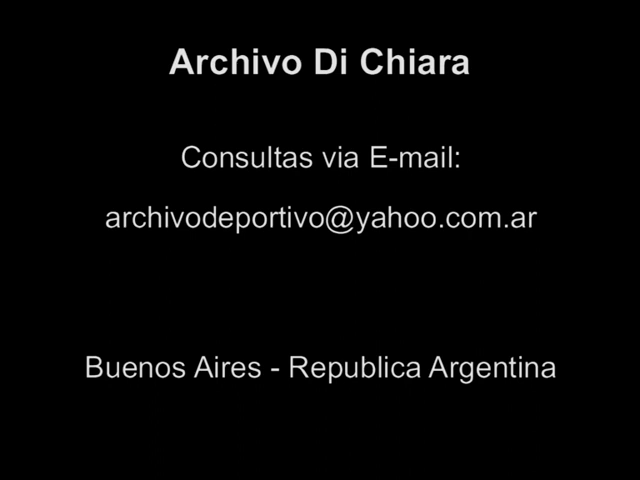 Archivo Di Chiara
Consultas via E-mail:
archivodeportivo@yahoo.com.ar
Buenos Aires - Republica Argentina